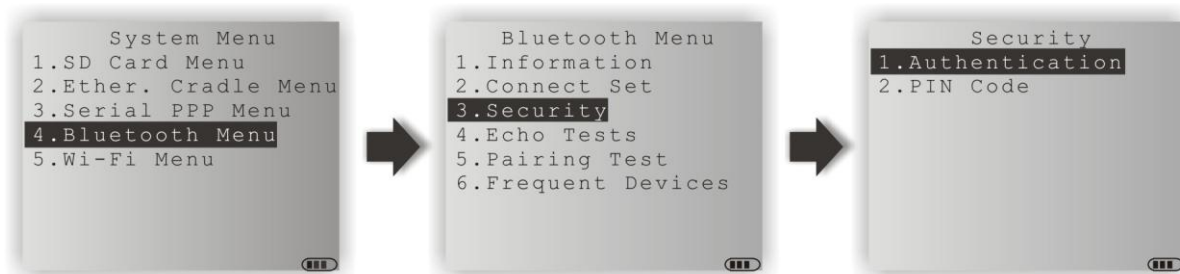 System Menu
1.SD Card Menu
2.Ether. Cradle Menu
3.Serial PPP Menu
4.Bluetooth Menu
5.Wi-Fi Menu
Bluetooth Menu
1.Information
2.Connect Set
3.Security
4.Echo Tests
5.Pairing Test
6.Frequent Devices
Security
1.Authentication
2.PIN Code